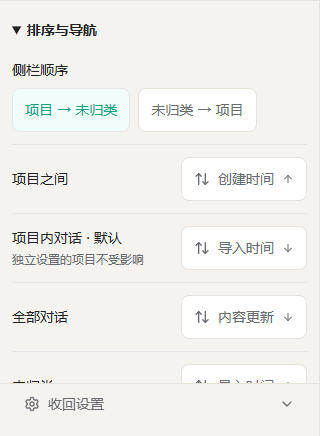 ▼ 排序与导航
侧栏顺序
项目 → 未归类
未归类 → 项目
项目之间
创建时间 ↑
项目内对话 · 默认
独立设置的项目不受影响
导入时间 ↓
全部对话
内容更新 ↓
收回设置